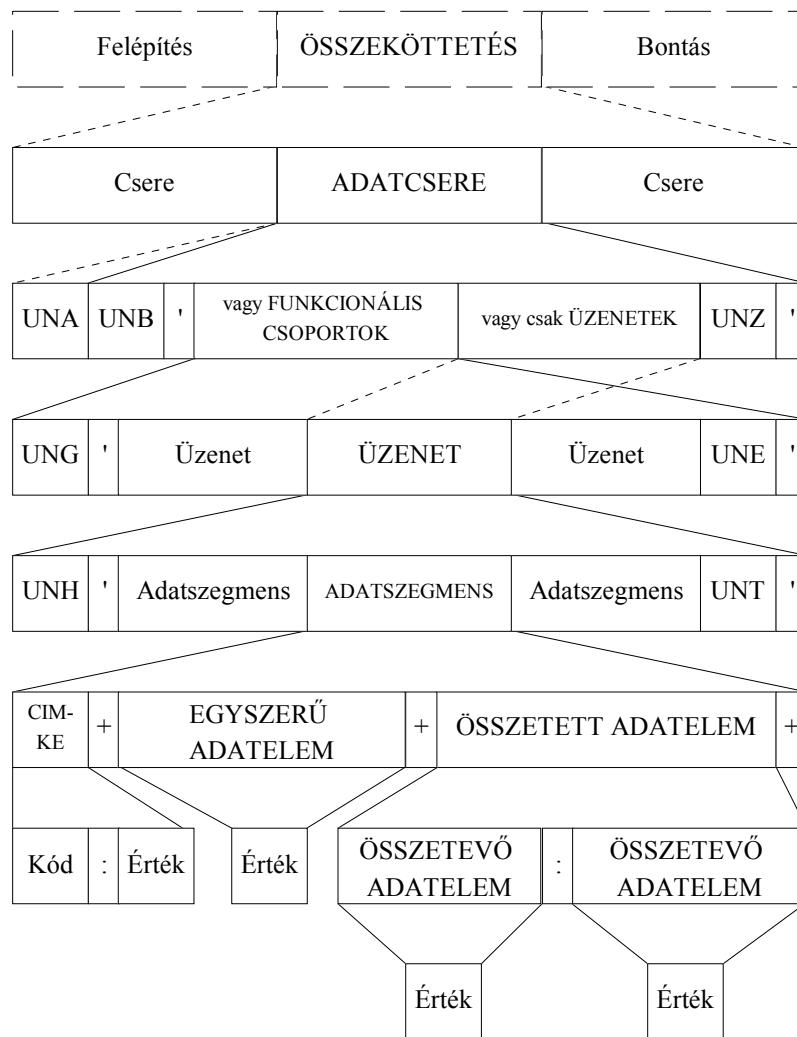 Felépítés ÖSSZEKÖTTETÉS Bontás
Csere ADATCSERE Csere
UNA UNB ' vagy FUNKCIONÁLIS CSOPORTOK vagy csak ÜZENETEK UNZ '
UNG ' Üzenet ÜZENET Üzenet UNE '
UNH ' Adatszegmens ADATSZEGMENS Adatszegmens UNT '
CIM-
KE
+
EGYSZERŰ
ADATELEM
+
ÖSSZETETT ADATELEM
+
Kód : Érték
Érték
ÖSSZETEVŐ
ADATELEM
:
ÖSSZETEVŐ
ADATELEM
Érték
Érték